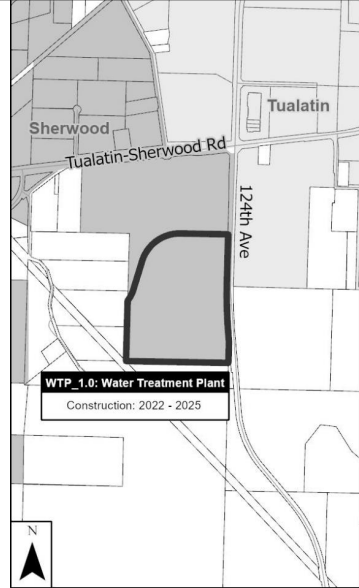 Tualatin
Sherwood
Tualatin-Sherwood Rd
124th Ave
WTP_1.0: Water Treatment Plant
Construction: 2022 - 2025
N